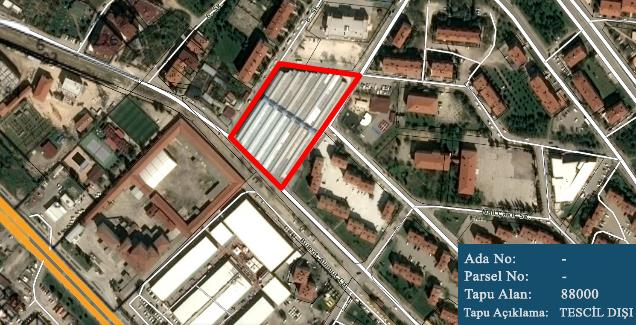 Ada No: -
Parsel No: -
Tapu Alan: 88000
Tapu Açıklama: TESCİL DIŞI